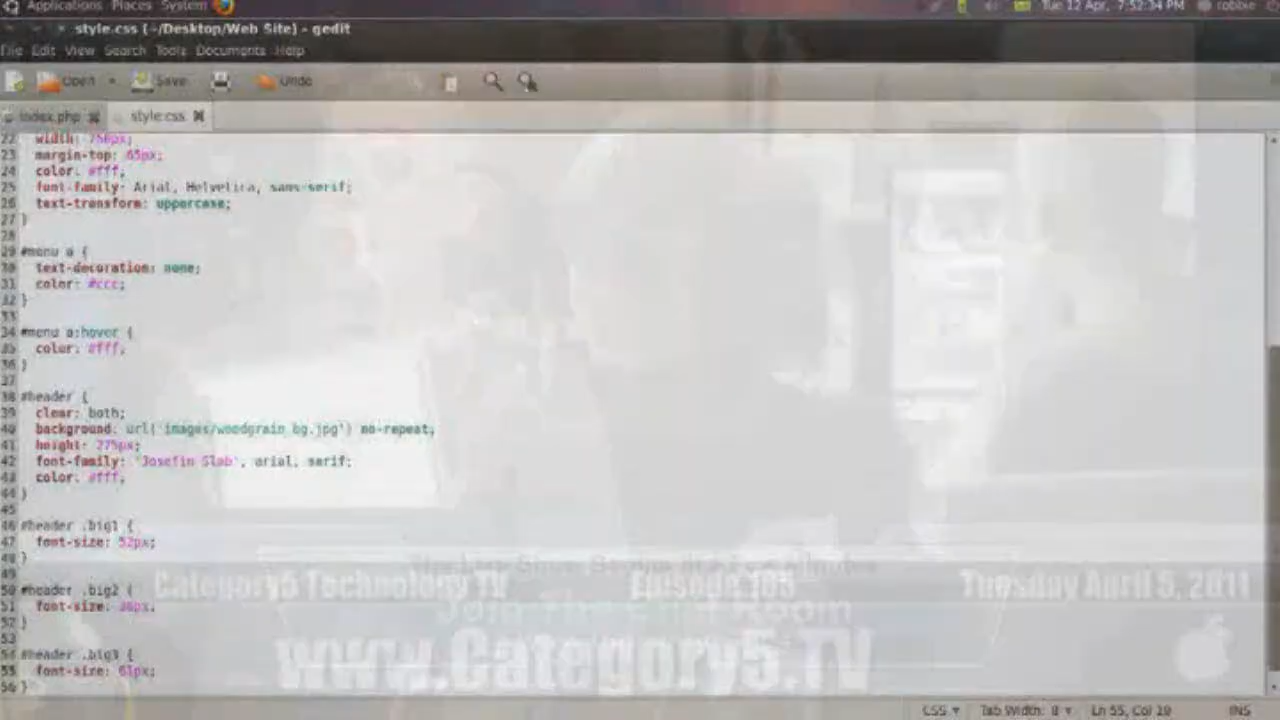 Applications Places System Tue 12 Apr, 7:52:34 PM robbie
style.css (~/Desktop/Web Site) - gedit
File Edit View Search Tools Documents Help
Open Save Undo
index.php style.css
22 width: 750px;
23 margin-top: 65px;
24 color: #fff;
25 font-family: Arial, Helvetica, sans-serif;
26 text-transform: uppercase;
27 }
28
29 #menu a {
30 text-decoration: none;
31 color: #ccc;
32 }
33
34 #menu a:hover {
35 color: #fff;
36 }
37
38 #header {
39 clear: both;
40 background: url('images/woodgrain_bg.jpg') no-repeat;
41 height: 275px;
42 font-family: 'Josefin Slab', arial, serif;
43 color: #fff;
44 }
45
46 #header .big1 {
47 font-size: 52px;
48 }
49
50 #header .big2 {
51 font-size: 36px;
52 }
53
54 #header .big3 {
55 font-size: 61px;
56 }
Category5 Technology TV Episode Tuesday April 5, 2011
Join The Room
www.Category5.TV
CSS Tab Width: 8 Ln 55, Col 19 INS